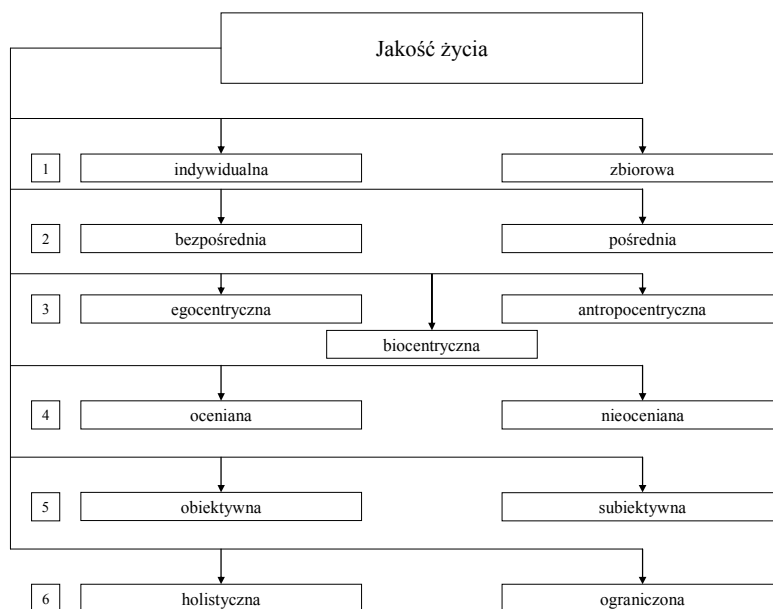 Jakość życia
1 indywidualna zbiorowa
2 bezpośrednia pośrednia
3 egocentryczna antropocentryczna
biocentryczna
4 oceniana nieoceniana
5 obiektywna subiektywna
6 holistyczna ograniczona